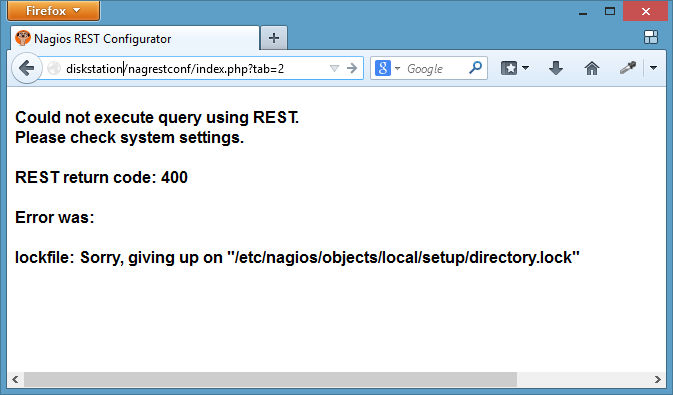 Firefox
Nagios REST Configurator
diskstation/nagrestconf/index.php?tab=2
Google
Could not execute query using REST.
Please check system settings.
REST return code: 400
Error was:
lockfile: Sorry, giving up on "/etc/nagios/objects/local/setup/directory.lock"